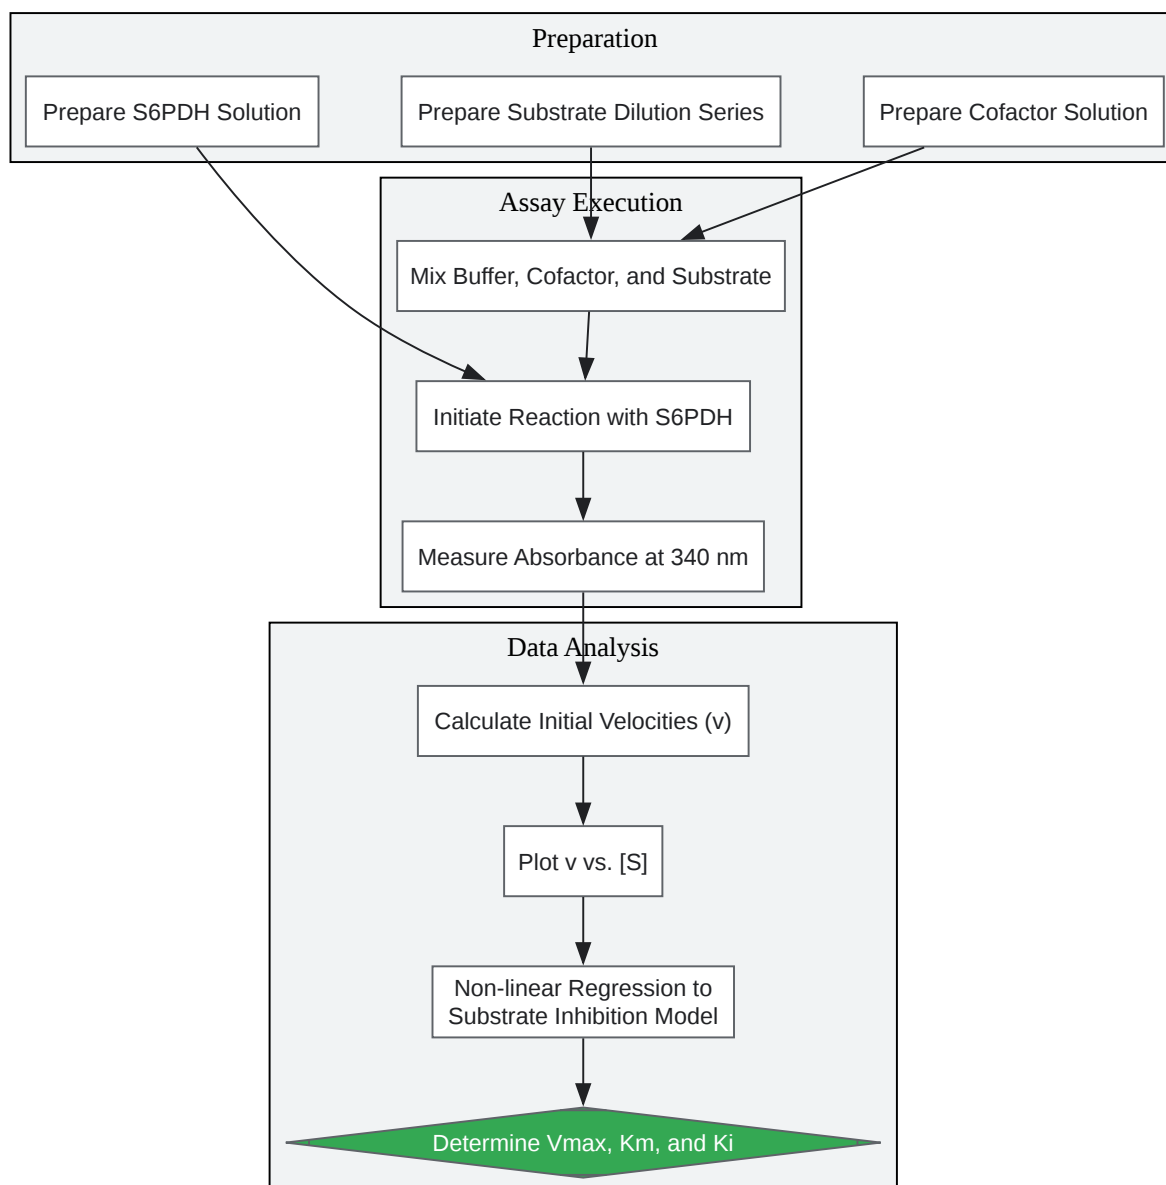 Preparation
Prepare S6PDH Solution
Prepare Substrate Dilution Series
Prepare Cofactor Solution
Assay Execution
Mix Buffer, Cofactor, and Substrate
Initiate Reaction with S6PDH
Measure Absorbance at 340 nm
Data Analysis
Calculate Initial Velocities (v)
Plot v vs. [S]
Non-linear Regression to
Substrate Inhibition Model
Determine Vmax, Km, and Ki